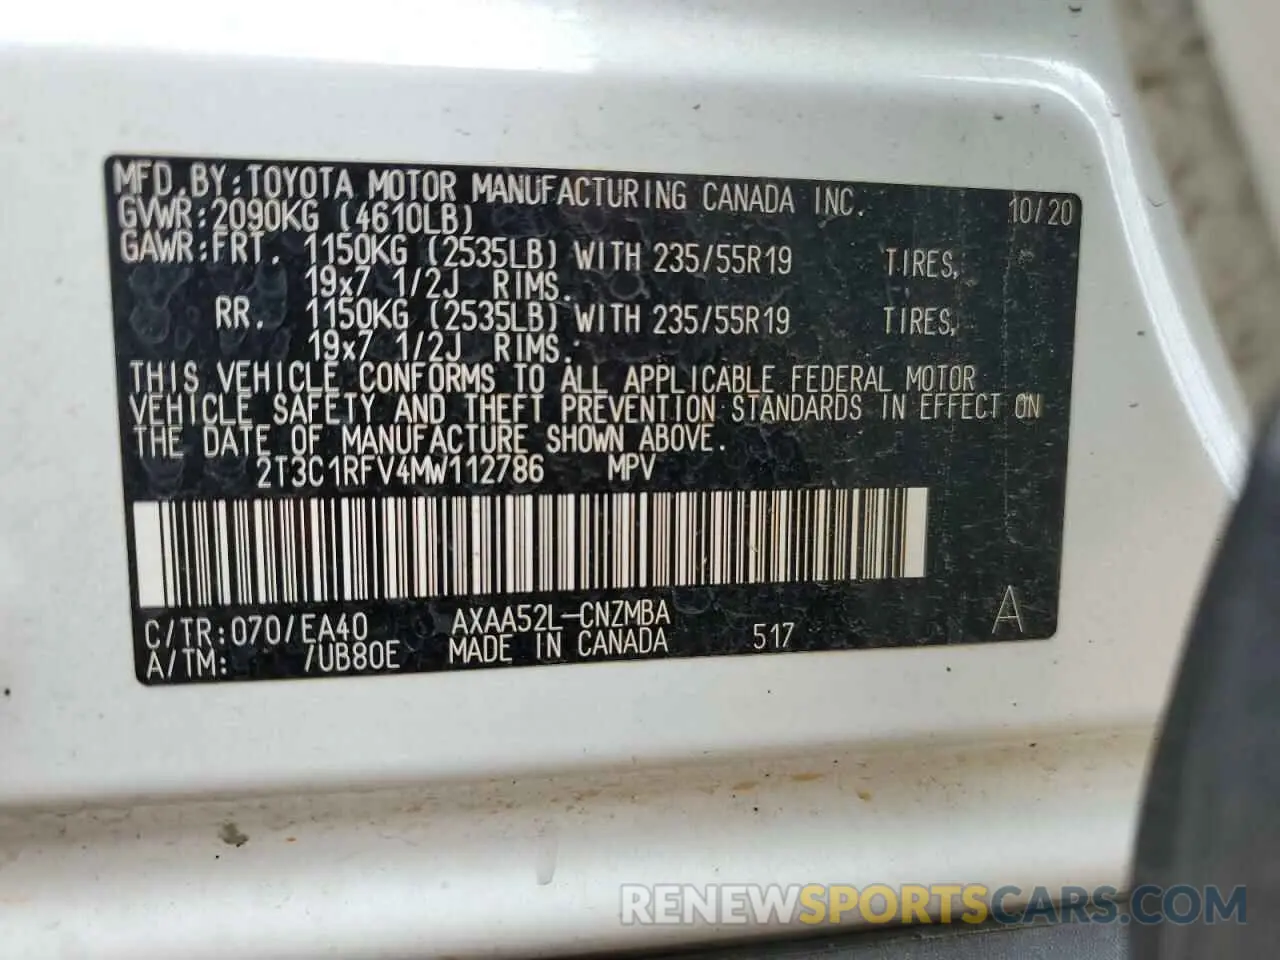 MFD.BY:TOYOTA MOTOR MANUFACTURING CANADA INC. 10/20
GVWR:2090KG (4610LB)
GAWR:FRT. 1150KG (2535LB) WITH 235/55R19 TIRES,
19x7 1/2J RIMS.
RR. 1150KG (2535LB) WITH 235/55R19 TIRES,
19x7 1/2J RIMS.
THIS VEHICLE CONFORMS TO ALL APPLICABLE FEDERAL MOTOR
VEHICLE SAFETY AND THEFT PREVENTION STANDARDS IN EFFECT ON
THE DATE OF MANUFACTURE SHOWN ABOVE.
2T3C1RFV4MW112786 MPV
C/TR:070/EA40 AXAA52L-CNZMBA 517 A
A/TM: /UB80E MADE IN CANADA
RENEWSPORTSCARS.COM